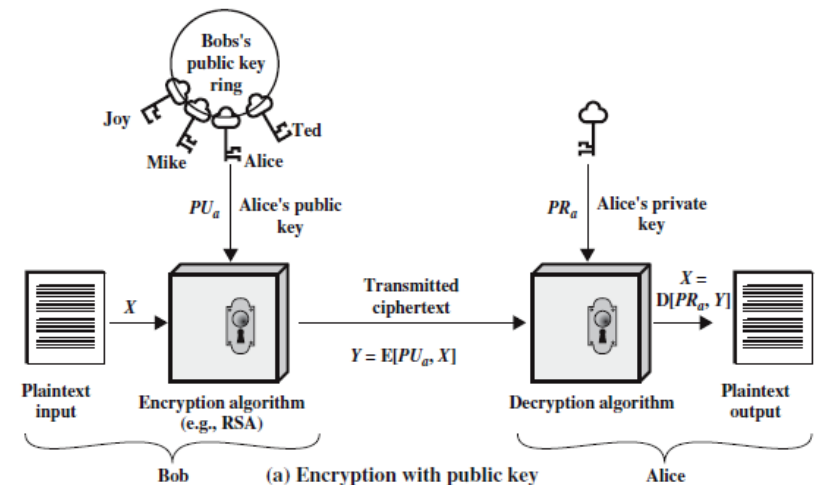 Bobs's
public key
ring
Joy
Mike
Alice
Ted
PUa
Alice's public
key
PRa
Alice's private
key
X
Transmitted
ciphertext
Y = E[PUa, X]
X =
D[PRa, Y]
Plaintext
input
Encryption algorithm
(e.g., RSA)
Decryption algorithm
Plaintext
output
Bob
(a) Encryption with public key
Alice